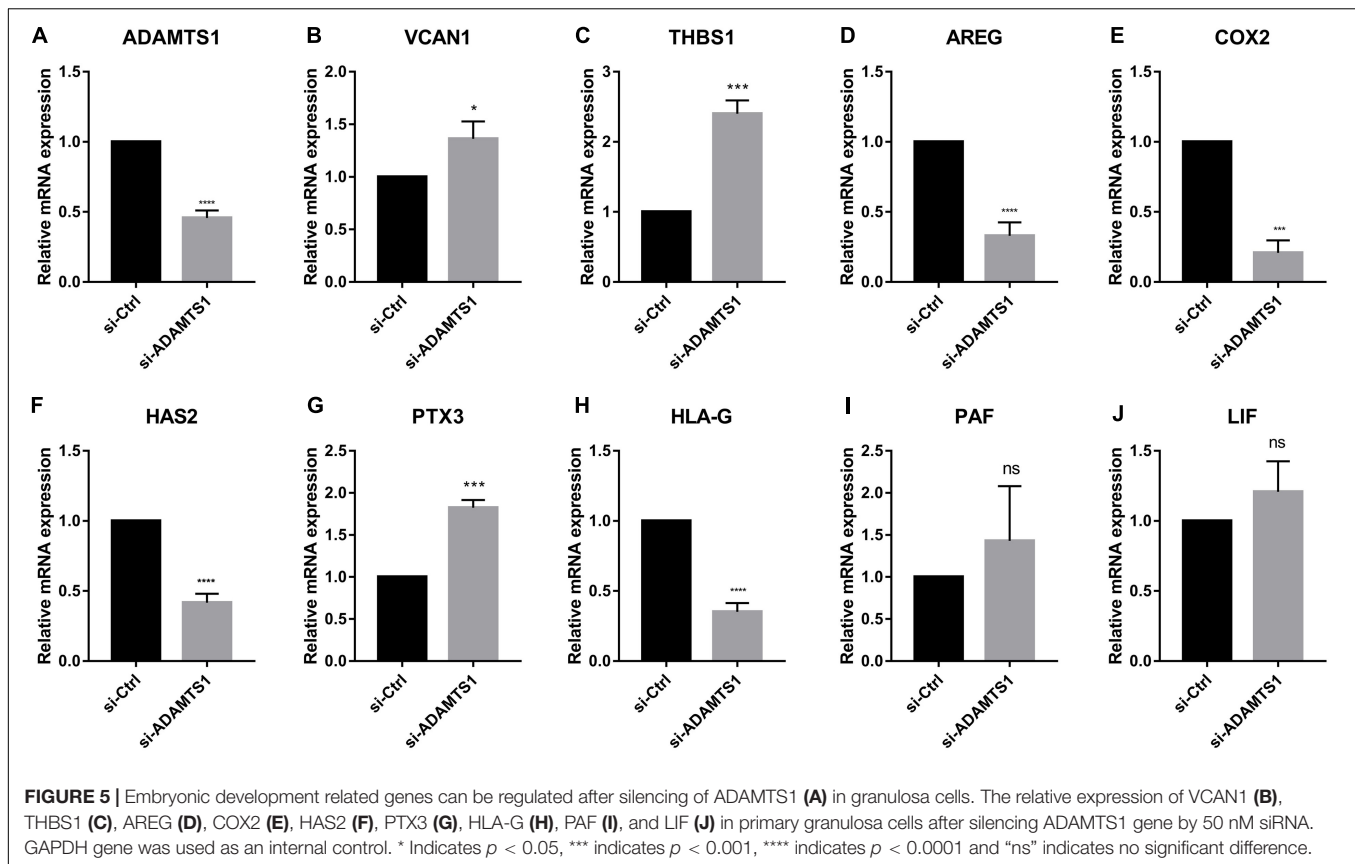 A
ADAMTS1
Relative mRNA expression
1.5
1.0
0.5
0.0
****
si-Ctrl
si-ADAMTS1
B
VCAN1
Relative mRNA expression
2.0
1.5
1.0
0.5
0.0
*
si-Ctrl
si-ADAMTS1
C
THBS1
Relative mRNA expression
3
2
1
0
***
si-Ctrl
si-ADAMTS1
D
AREG
Relative mRNA expression
1.5
1.0
0.5
0.0
****
si-Ctrl
si-ADAMTS1
E
COX2
Relative mRNA expression
1.5
1.0
0.5
0.0
***
si-Ctrl
si-ADAMTS1
F
HAS2
Relative mRNA expression
1.5
1.0
0.5
0.0
****
si-Ctrl
si-ADAMTS1
G
PTX3
Relative mRNA expression
2.5
2.0
1.5
1.0
0.5
0.0
***
si-Ctrl
si-ADAMTS1
H
HLA-G
Relative mRNA expression
1.5
1.0
0.5
0.0
****
si-Ctrl
si-ADAMTS1
I
PAF
Relative mRNA expression
2.5
2.0
1.5
1.0
0.5
0.0
ns
si-Ctrl
si-ADAMTS1
J
LIF
Relative mRNA expression
1.5
1.0
0.5
0.0
ns
si-Ctrl
si-ADAMTS1
FIGURE 5 | Embryonic development related genes can be regulated after silencing of ADAMTS1 (A) in granulosa cells. The relative expression of VCAN1 (B),
THBS1 (C), AREG (D), COX2 (E), HAS2 (F), PTX3 (G), HLA-G (H), PAF (I), and LIF (J) in primary granulosa cells after silencing ADAMTS1 gene by 50 nM siRNA.
GAPDH gene was used as an internal control. * Indicates p < 0.05, *** indicates p < 0.001, **** indicates p < 0.0001 and “ns” indicates no significant difference.